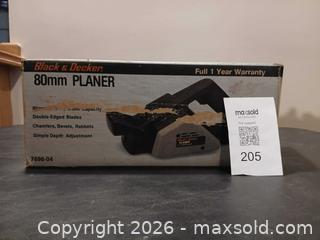 Black & Decker
Full 1 Year Warranty
80mm PLANER
Capacity
Double-Edged Blades
Chamfers, Bevels, Rabbets
Simple Depth Adjustment
7696-04
maxsold
205
Copyright © 2026 - maxsold.com